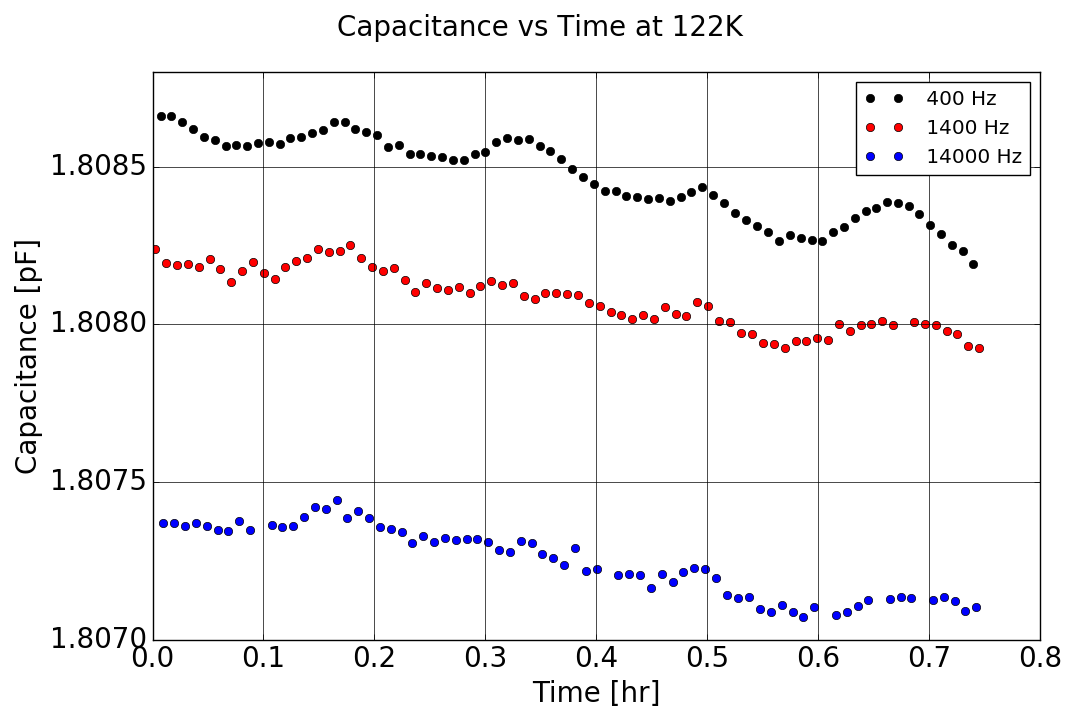 Capacitance vs Time at 122K
400 Hz
1400 Hz
14000 Hz
Capacitance [pF]
1.8085
1.8080
1.8075
1.8070
0.0 0.1 0.2 0.3 0.4 0.5 0.6 0.7 0.8
Time [hr]